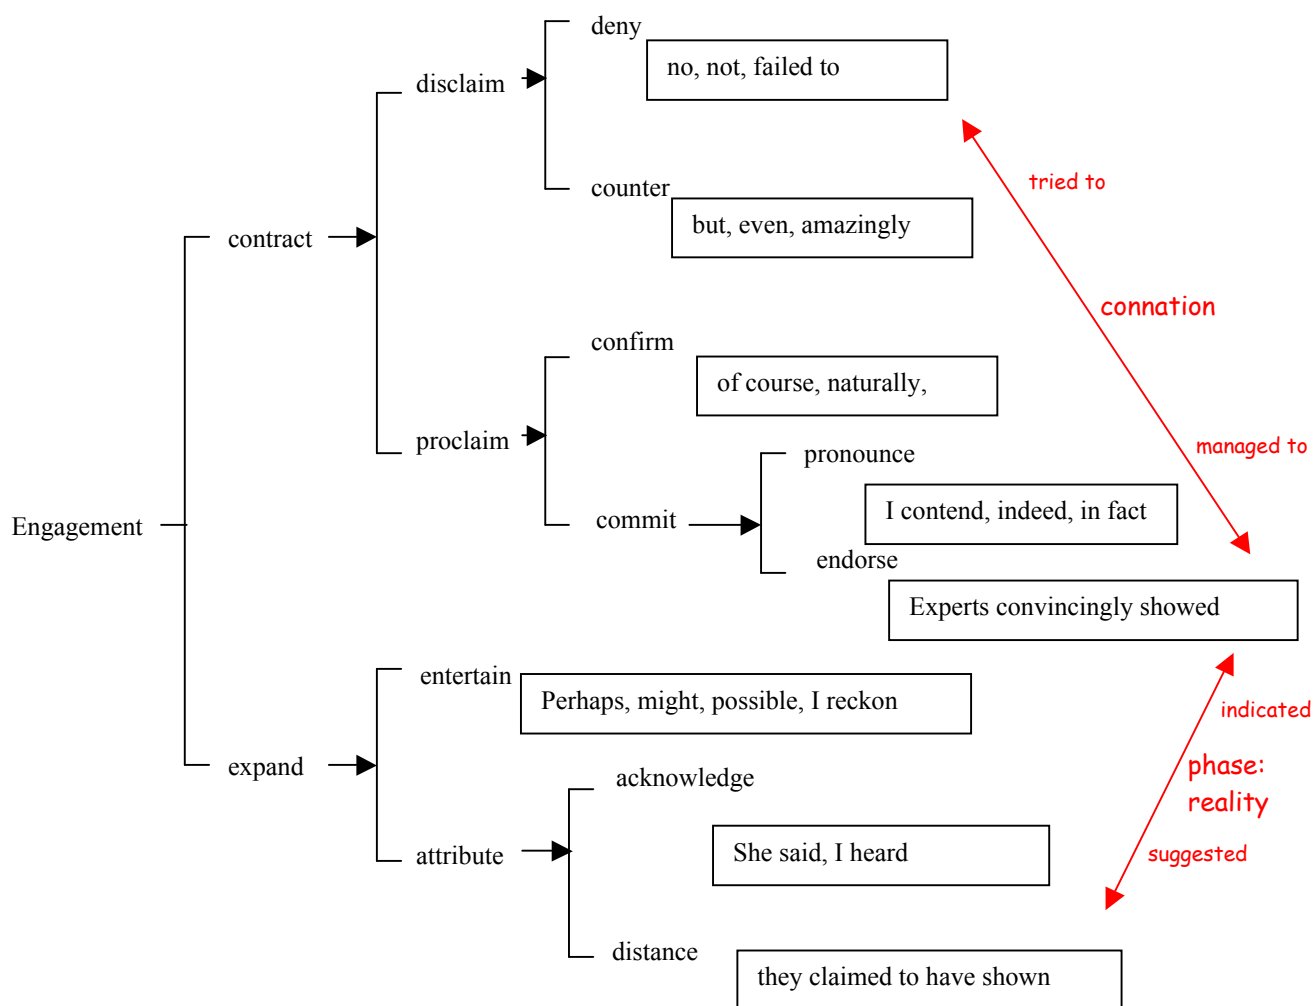 deny
no, not, failed to
disclaim
tried to
counter
but, even, amazingly
contract
connation
confirm
of course, naturally,
proclaim
managed to
pronounce
I contend, indeed, in fact
commit
Engagement
endorse
Experts convincingly showed
entertain
Perhaps, might, possible, I reckon
indicated
expand
phase:
reality
acknowledge
She said, I heard
attribute
suggested
distance
they claimed to have shown